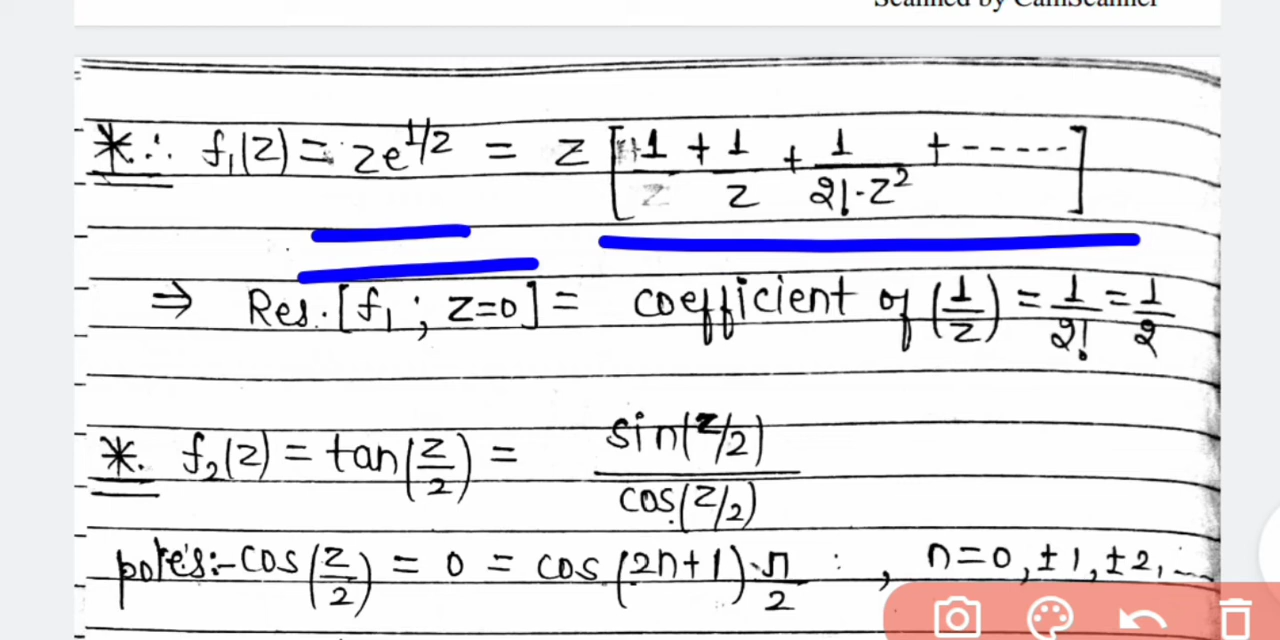 Scanned by CamScanner
*∴ f₁(z) = ze^1/z = z [1 + 1/z + 1/2!·z² + ------]
⇒ Res.[f₁ ; z=0] = coefficient of (1/z) = 1/2! = 1/2
*. f₂(z) = tan(z/2) = sin(z/2)/cos(z/2)
poles:- cos(z/2) = 0 = cos (2n+1)·π/2 ; , n=0, ±1, ±2, ...